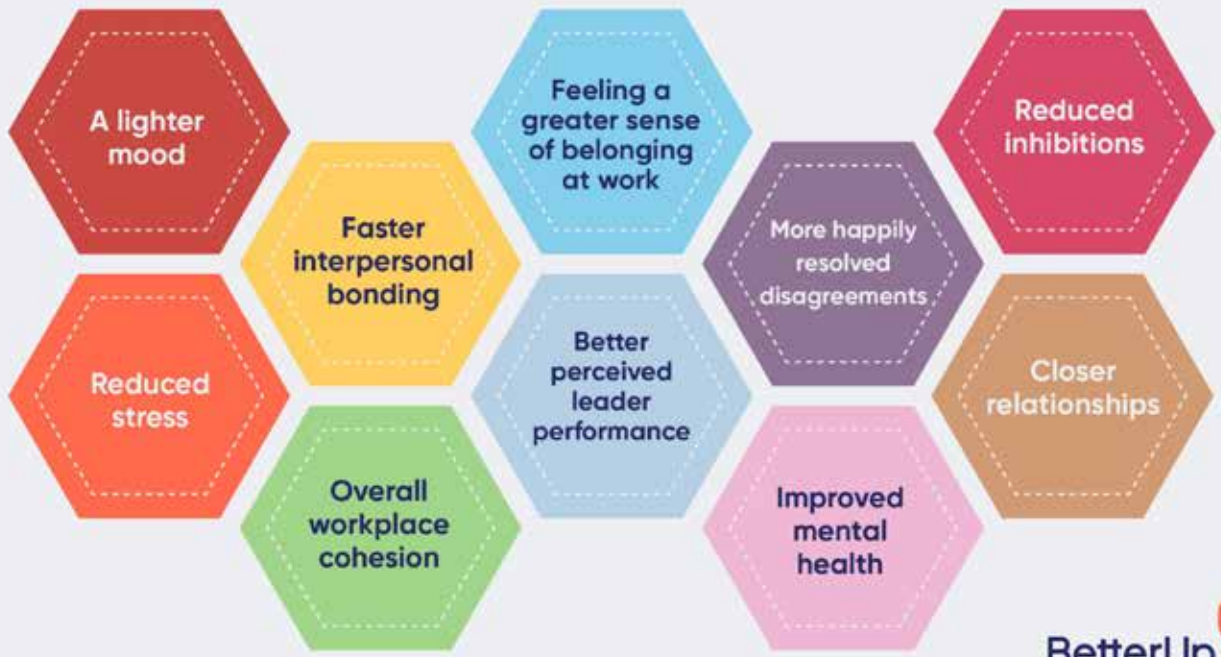 A lighter
mood
Feeling a
greater sense
of belonging
at work
Reduced
inhibitions
Faster
interpersonal
bonding
More happily
resolved
disagreements
Reduced
stress
Better
perceived
leader
performance
Closer
relationships
Overall
workplace
cohesion
Improved
mental
health
BetterUp